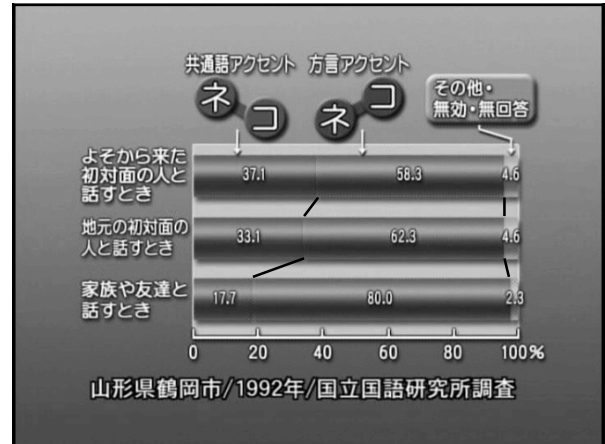 共通語アクセント 方言アクセント
ネコ ネコ
その他・
無効・無回答
よそから来た
初対面の人と
話すとき
37.1 58.3 4.6
地元の初対面の
人と話すとき
33.1 62.3 4.6
家族や友達と
話すとき
17.7 80.0 2.3
0 20 40 60 80 100%
山形県鶴岡市/1992年/国立国語研究所調査